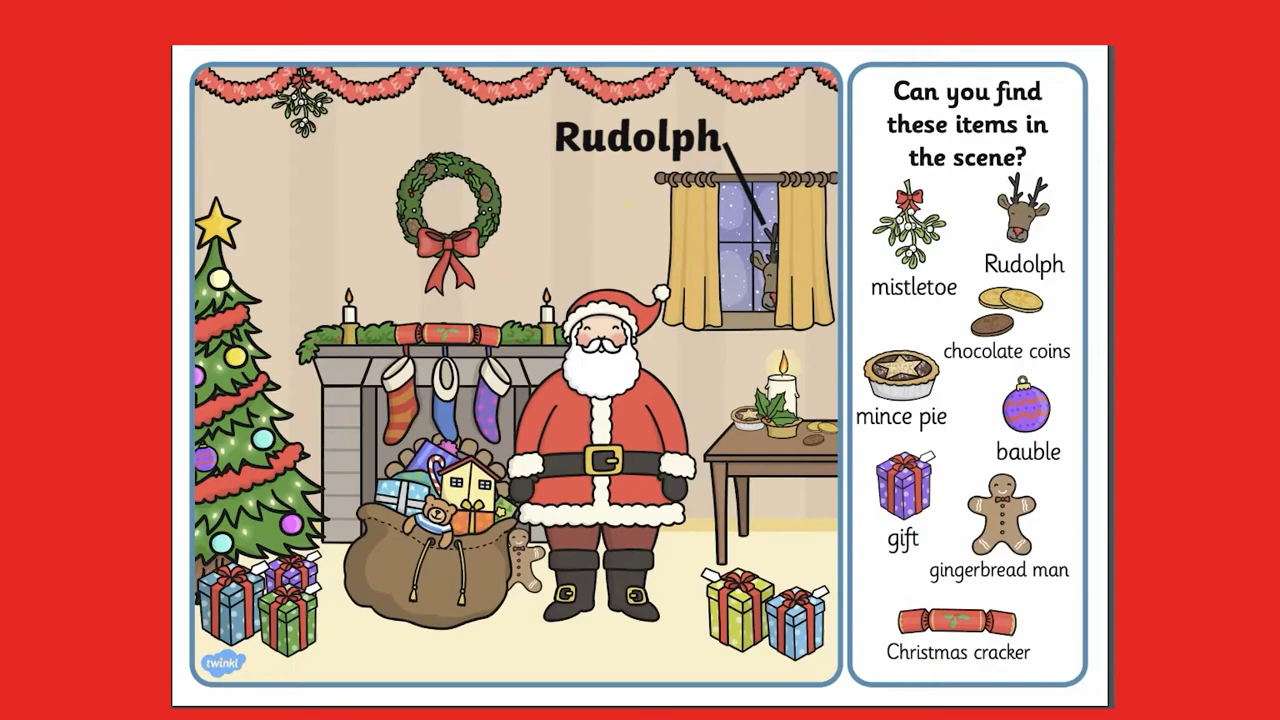 Rudolph
Can you find
these items in
the scene?
mistletoe
Rudolph
chocolate coins
mince pie
bauble
gift
gingerbread man
Christmas cracker
twinkl